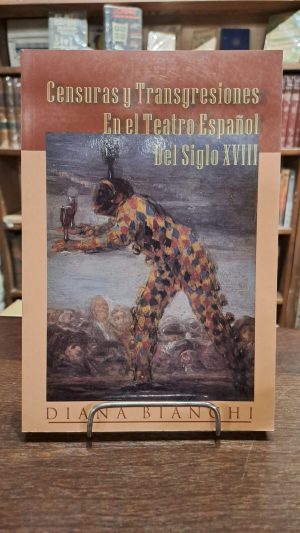 Censuras y Transgresiones
En el Teatro Español
Del Siglo XVIII
DIANA BIANCHI